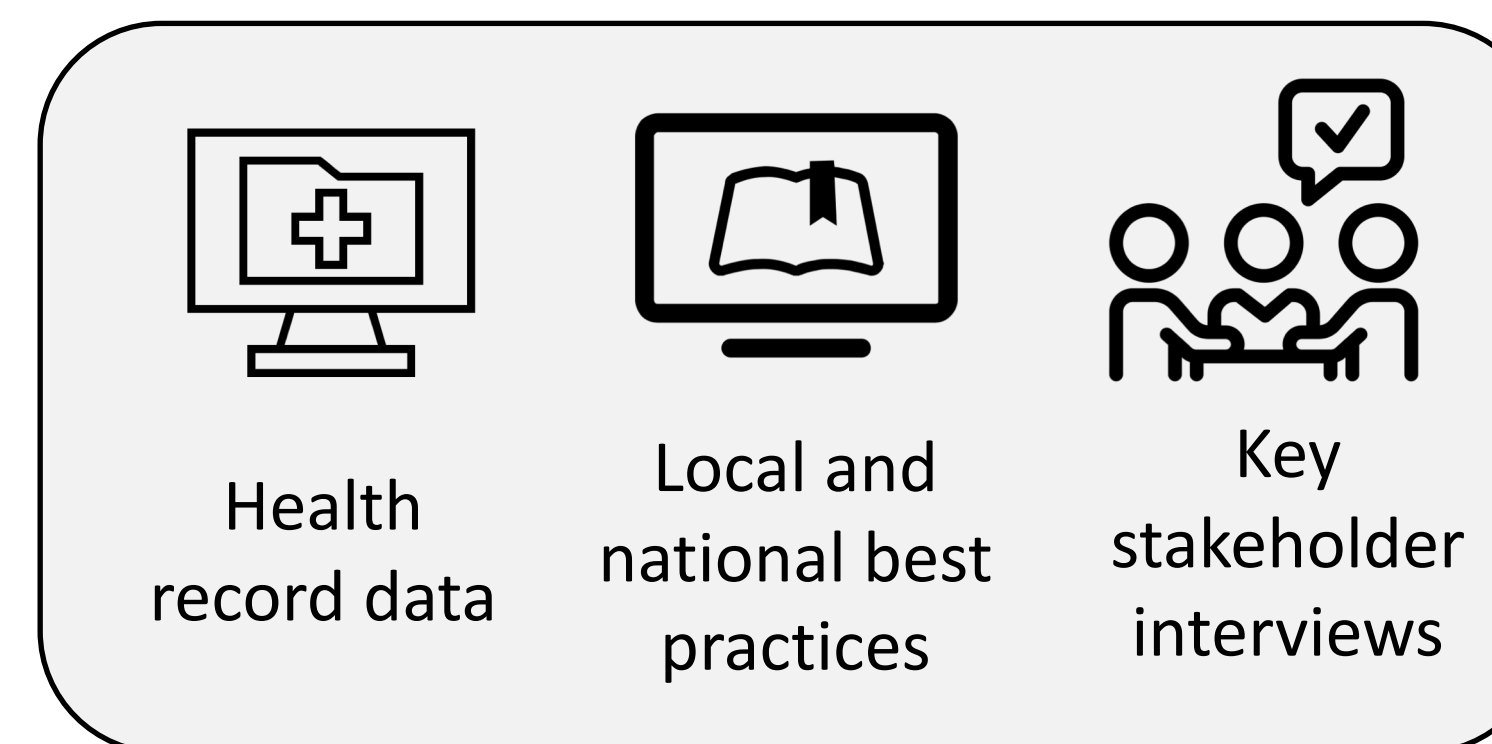 Health
record data
Local and
national best
practices
Key
stakeholder
interviews